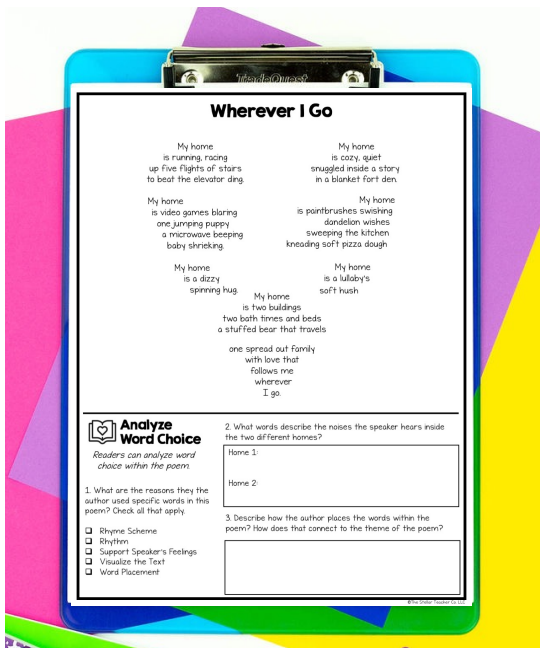 TradeQuest
Wherever I Go
My home
is running, racing
up five flights of stairs
to beat the elevator ding.
My home
is cozy, quiet
snuggled inside a story
in a blanket fort den.
My home
is video games blaring
one jumping puppy
a microwave beeping
baby shrieking.
My home
is paintbrushes swishing
dandelion wishes
sweeping the kitchen
kneading soft pizza dough
My home
is a dizzy
spinning hug.
My home
is a lullaby's
soft hush
My home
is two buildings
two bath times and beds
a stuffed bear that travels
one spread out family
with love that
follows me
wherever
I go.
Analyze
Word Choice
Readers can analyze word
choice within the poem.
1. What are the reasons they the
author used specific words in this
poem? Check all that apply.
Rhyme Scheme
Rhythm
Support Speaker's Feelings
Visualize the Text
Word Placement
2. What words describe the noises the speaker hears inside
the two different homes?
Home 1:
Home 2:
3. Describe how the author places the words within the
poem? How does that connect to the theme of the poem?
©The Stellar Teacher Co. LLC